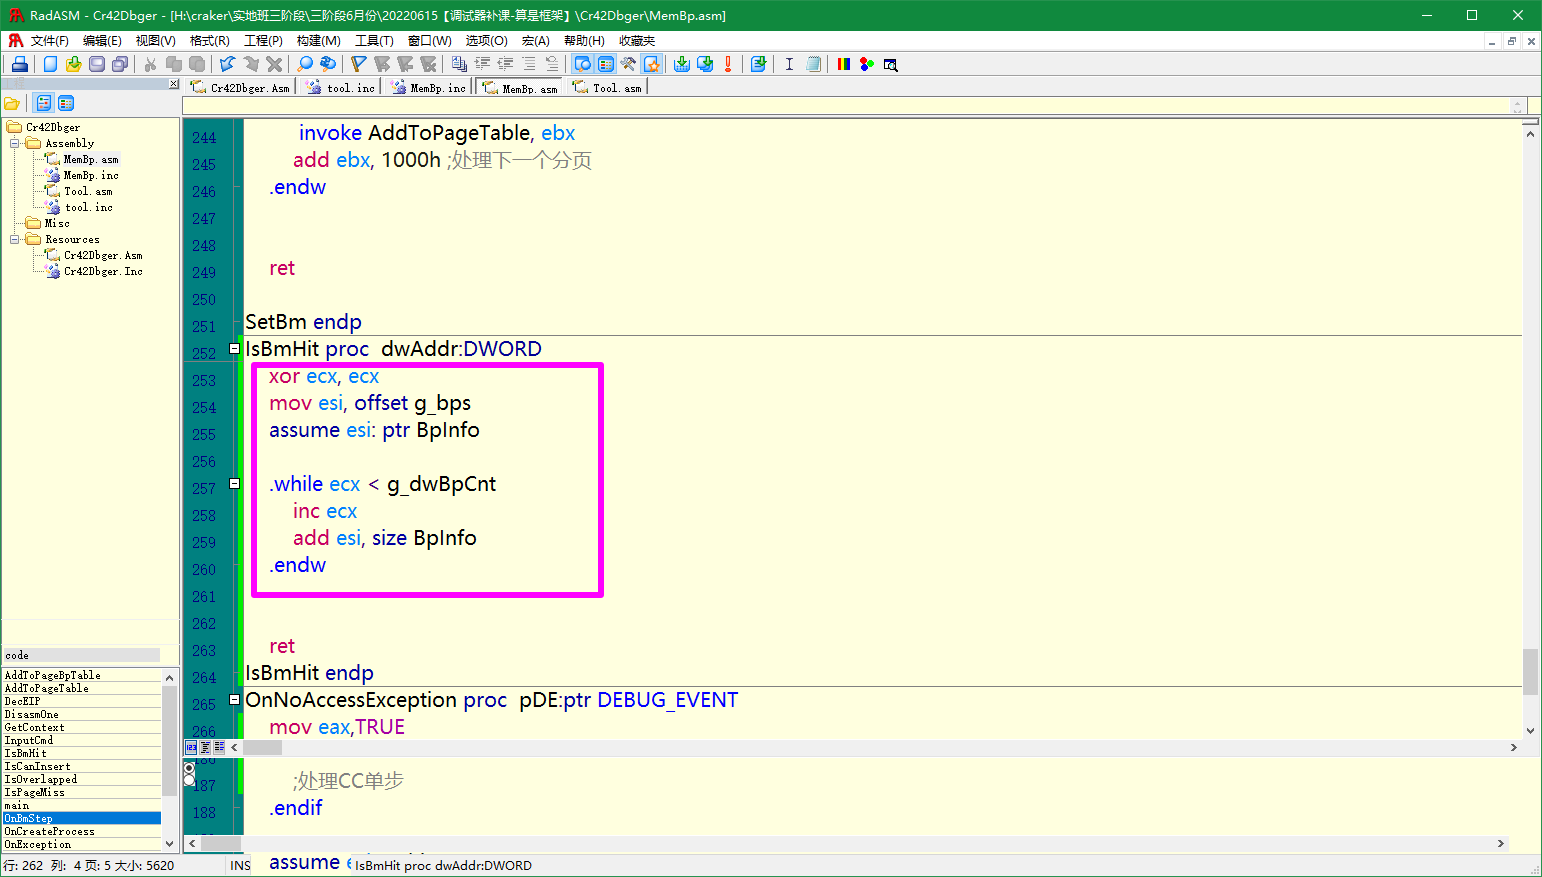 RadASM - Cr42Dbger - [H:\craker\实地班三阶段\三阶段6月份\20220615【调试器补课-算是框架】\Cr42Dbger\MemBp.asm]
文件(F) 编辑(E) 视图(V) 格式(R) 工程(P) 构建(M) 工具(T) 窗口(W) 选项(O) 宏(A) 帮助(H) 收藏夹
Cr42Dbger.Asm tool.inc MemBp.inc MemBp.asm Tool.asm
Cr42Dbger
Assembly
MemBp.asm
MemBp.inc
Tool.asm
tool.inc
Misc
Resources
Cr42Dbger.Asm
Cr42Dbger.Inc
code
AddToPageBpTable
AddToPageTable
DecEIP
DisasmOne
GetContext
InputCmd
IsBmHit
IsCanInsert
IsOverlapped
IsPageMiss
main
OnBmStep
OnCreateProcess
OnException
244 invoke AddToPageTable, ebx
245 add ebx, 1000h ;处理下一个分页
246 .endw
247
248
249 ret
250
251 SetBm endp
252 IsBmHit proc dwAddr:DWORD
253 xor ecx, ecx
254 mov esi, offset g_bps
255 assume esi: ptr BpInfo
256
257 .while ecx < g_dwBpCnt
258 inc ecx
259 add esi, size BpInfo
260 .endw
261
262
263 ret
264 IsBmHit endp
265 OnNoAccessException proc pDE:ptr DEBUG_EVENT
266 mov eax,TRUE
186
187 ;处理CC单步
188 .endif
assume e
行: 262 列: 4 页: 5 大小: 5620 INS IsBmHit proc dwAddr:DWORD